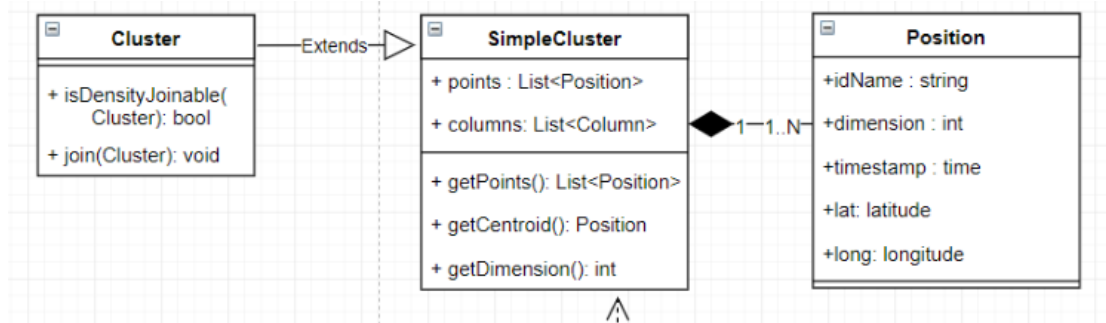 Cluster
+ isDensityJoinable(
Cluster): bool
+ join(Cluster): void
Extends
SimpleCluster
+ points : List<Position>
+ columns: List<Column>
+ getPoints(): List<Position>
+ getCentroid(): Position
+ getDimension(): int
1
1..N
Position
+idName : string
+dimension : int
+timestamp : time
+lat: latitude
+long: longitude